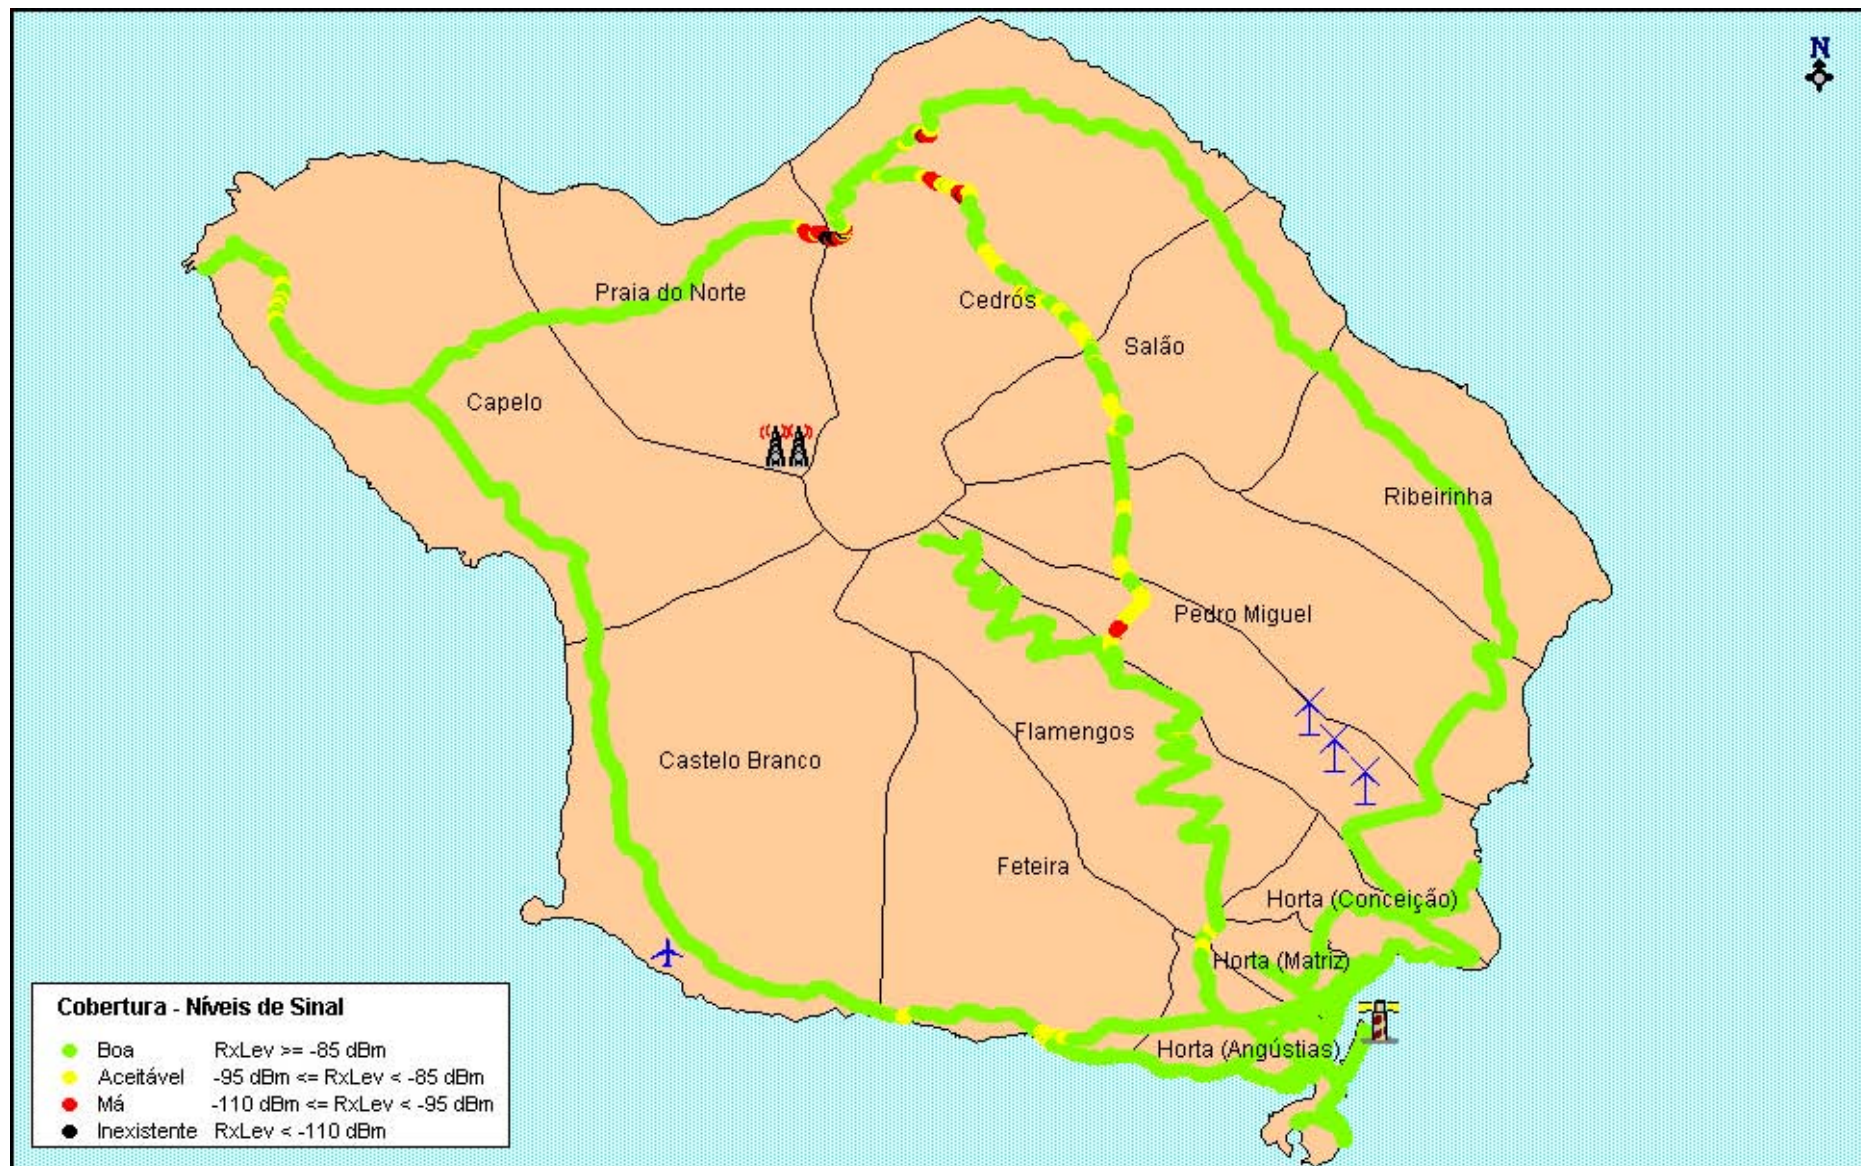 N
Praia do Norte
Cedros
Salão
Capelo
Ribeirinha
Pedro Miguel
Flamengos
Castelo Branco
Feteira
Horta (Conceição)
Horta (Matriz)
Horta (Angústias)
Cobertura - Níveis de Sinal
Boa RxLev >= -85 dBm
Aceitável -95 dBm <= RxLev < -85 dBm
Má -110 dBm <= RxLev < -95 dBm
Inexistente RxLev < -110 dBm